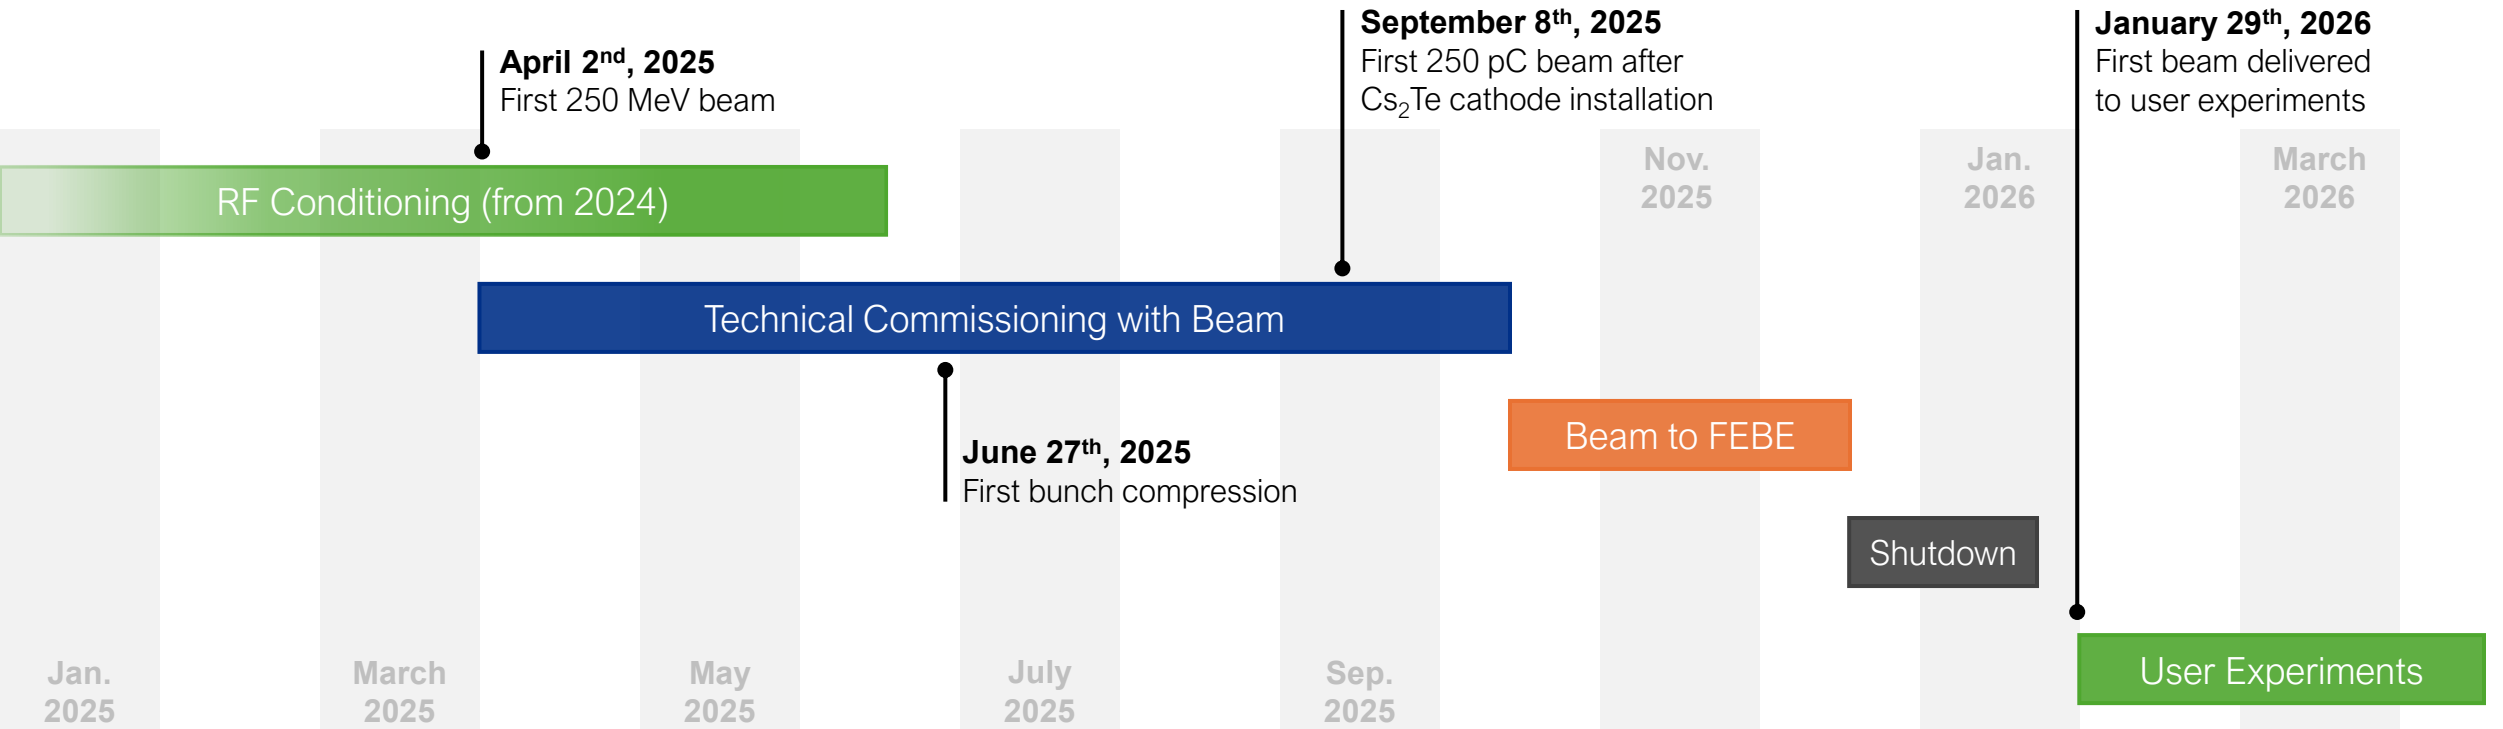 April 2nd, 2025
First 250 MeV beam
September 8th, 2025
First 250 pC beam after
Cs₂Te cathode installation
January 29th, 2026
First beam delivered
to user experiments
Nov.
2025
Jan.
2026
March
2026
RF Conditioning (from 2024)
Technical Commissioning with Beam
June 27th, 2025
First bunch compression
Beam to FEBE
Shutdown
User Experiments
Jan.
2025
March
2025
May
2025
July
2025
Sep.
2025